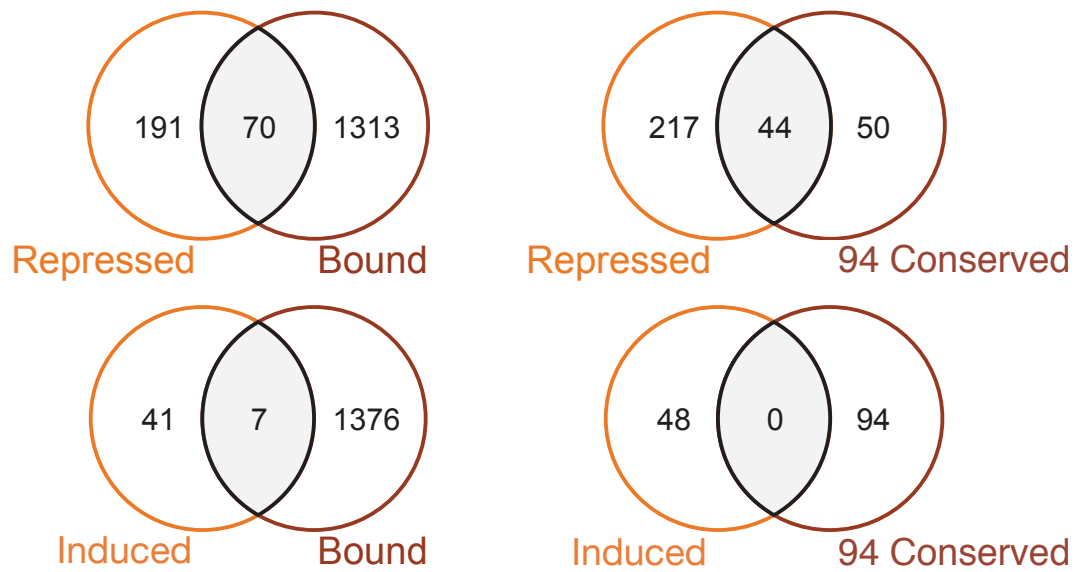 191 70 1313
Repressed Bound
217 44 50
Repressed 94 Conserved
41 7 1376
Induced Bound
48 0 94
Induced 94 Conserved